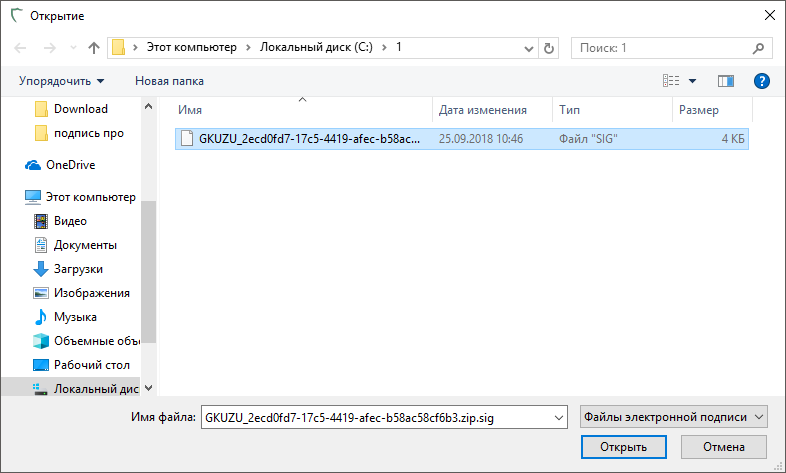 Открытие
Этот компьютер
Локальный диск (C:)
1
Поиск: 1
Упорядочить
Новая папка
Имя
Дата изменения
Тип
Размер
Download
подпись про
OneDrive
Этот компьютер
Видео
Документы
Загрузки
Изображения
Музыка
Объемные объе
Рабочий стол
Локальный дис
GKUZU_2ecd0fd7-17c5-4419-afec-b58ac...
25.09.2018 10:46
Файл "SIG"
4 КБ
Имя файла:
GKUZU_2ecd0fd7-17c5-4419-afec-b58ac58cf6b3.zip.sig
Файлы электронной подписи
Открыть
Отмена